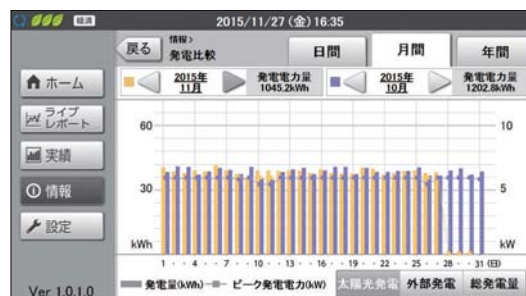 経済
2015/11/27 (金) 16:35
戻る
情報>
発電比較
日間
月間
年間
ホーム
ライブ
レポート
実績
情報
設定
Ver 1.0.1.0
2015年
11月
発電電力量
1045.2kWh
2015年
10月
発電電力量
1202.8kWh
60
30
kWh
10
5
kW
1 ・・ 4 ・・ 7 ・・ 10 ・・ 13 ・・ 16 ・・ 19 ・・ 22 ・・ 25 ・・ 28 ・・ 31 (日)
発電量(kWh) ピーク発電電力(kW)
太陽光発電 外部発電 総発電量